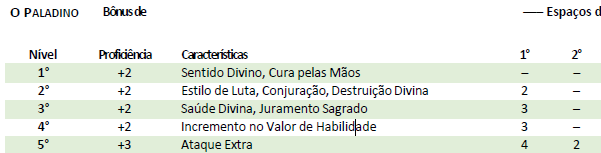 O PALADINO Bônus de —— Espaços d
Nível Proficiência Características 1° 2°
1° +2 Sentido Divino, Cura pelas Mãos – –
2° +2 Estilo de Luta, Conjuração, Destruição Divina 2 –
3° +2 Saúde Divina, Juramento Sagrado 3 –
4° +2 Incremento no Valor de Habilidade 3 –
5° +3 Ataque Extra 4 2